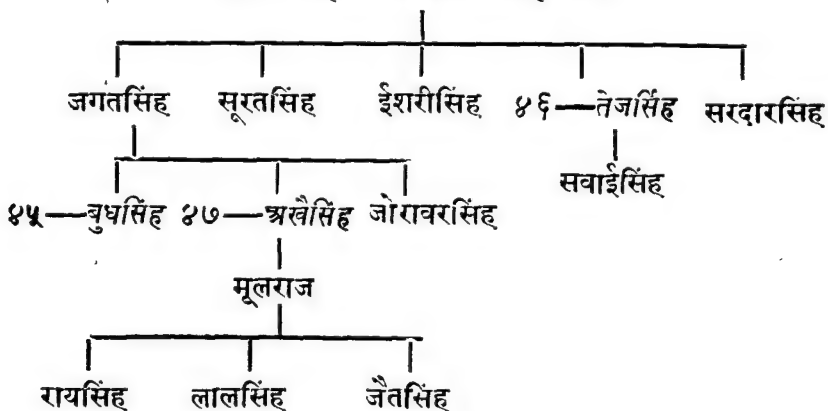 जगतसिंह सूरतसिंह ईशरीसिंह ४६—तेजसिंह सरदारसिंह
सवाईसिंह
४५—बुधसिंह ४७—अखैसिंह जोरावरसिंह
मूलराज
रायसिंह लालसिंह जैतसिंह